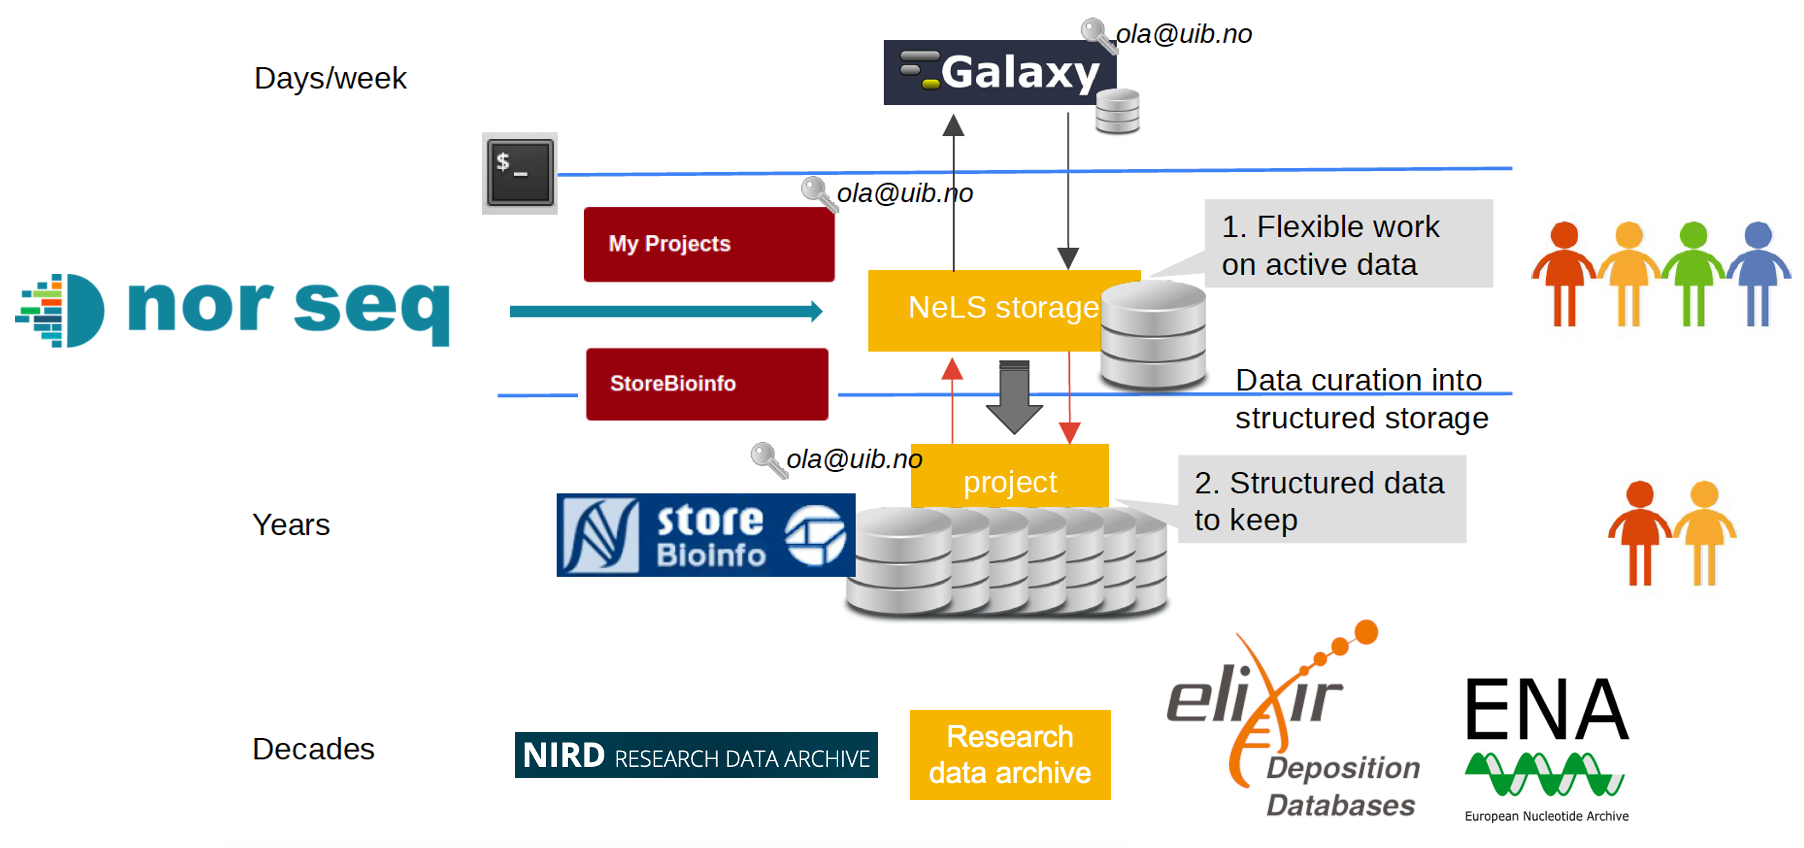 ola@uib.no
Galaxy
Days/week
$_
ola@uib.no
My Projects
1. Flexible work
on active data
nor seq
NeLS storage
StoreBioinfo
Data curation into
structured storage
ola@uib.no
project
2. Structured data
to keep
Years
store
Bioinfo
elixir
Deposition
Databases
ENA
European Nucleotide Archive
Decades
NIRD RESEARCH DATA ARCHIVE
Research
data archive